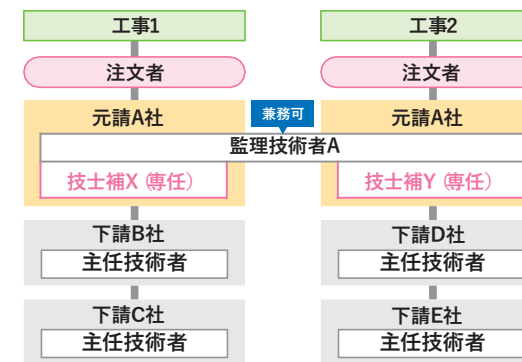 工事1
工事2
注文者
注文者
元請A社
兼務可
元請A社
監理技術者A
技士補X（専任）
技士補Y（専任）
下請B社
主任技術者
下請D社
主任技術者
下請C社
主任技術者
下請E社
主任技術者